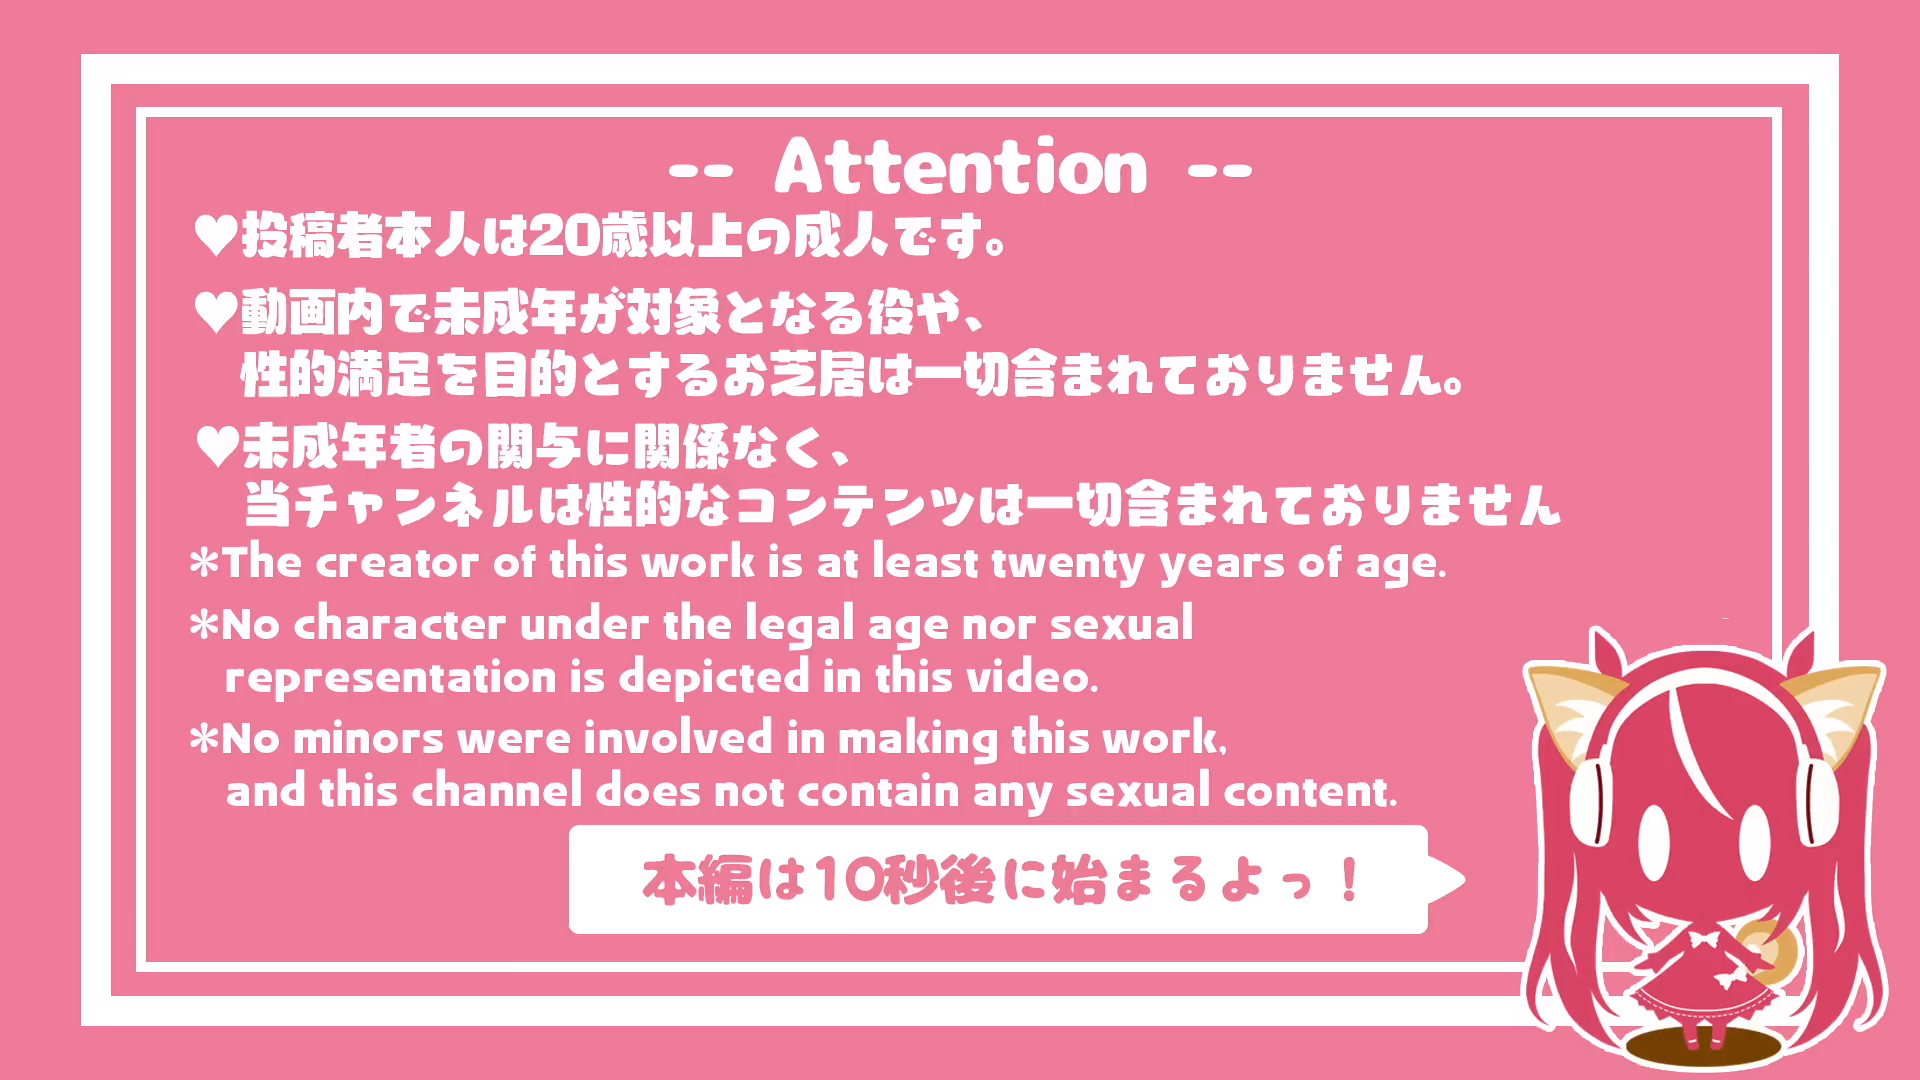 -- Attention --
♥投稿者本人は20歳以上の成人です。
♥動画内で未成年が対象となる役や、
性的満足を目的とするお芝居は一切含まれておりません。
♥未成年者の関与に関係なく、
当チャンネルは性的なコンテンツは一切含まれておりません
*The creator of this work is at least twenty years of age.
*No character under the legal age nor sexual
representation is depicted in this video.
*No minors were involved in making this work,
and this channel does not contain any sexual content.
本編は10秒後に始まるよっ！